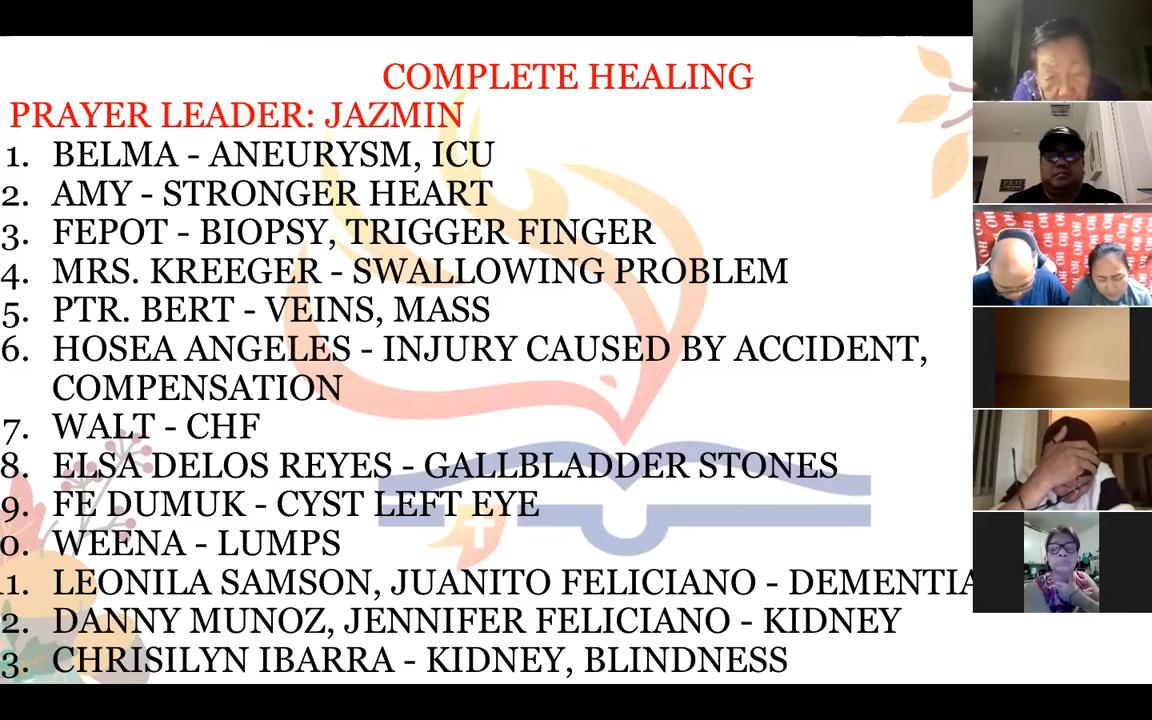 COMPLETE HEALING
PRAYER LEADER: JAZMIN
1. BELMA - ANEURYSM, ICU
2. AMY - STRONGER HEART
3. FEPOT - BIOPSY, TRIGGER FINGER
4. MRS. KREEGER - SWALLOWING PROBLEM
5. PTR. BERT - VEINS, MASS
6. HOSEA ANGELES - INJURY CAUSED BY ACCIDENT,
COMPENSATION
7. WALT - CHF
8. ELSA DELOS REYES - GALLBLADDER STONES
9. FE DUMUK - CYST LEFT EYE
0. WEENA - LUMPS
1. LEONILA SAMSON, JUANITO FELICIANO - DEMENTIA
2. DANNY MUNOZ, JENNIFER FELICIANO - KIDNEY
3. CHRISILYN IBARRA - KIDNEY, BLINDNESS
HO HO HO